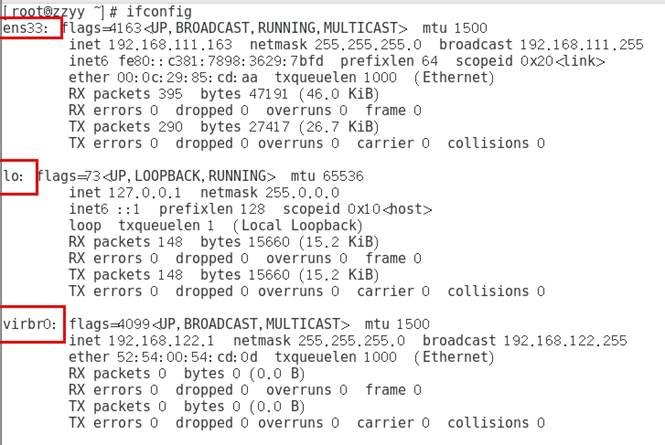 [root@zzyy ~]# ifconfig
ens33: flags=4163<UP,BROADCAST,RUNNING,MULTICAST> mtu 1500
inet 192.168.111.163 netmask 255.255.255.0 broadcast 192.168.111.255
inet6 fe80::c381:7898:3629:7bfd prefixlen 64 scopeid 0x20<link>
ether 00:0c:29:85:cd:aa txqueuelen 1000 (Ethernet)
RX packets 395 bytes 47191 (46.0 KiB)
RX errors 0 dropped 0 overruns 0 frame 0
TX packets 290 bytes 27417 (26.7 KiB)
TX errors 0 dropped 0 overruns 0 carrier 0 collisions 0
lo: flags=73<UP,LOOPBACK,RUNNING> mtu 65536
inet 127.0.0.1 netmask 255.0.0.0
inet6 ::1 prefixlen 128 scopeid 0x10<host>
loop txqueuelen 1 (Local Loopback)
RX packets 148 bytes 15660 (15.2 KiB)
RX errors 0 dropped 0 overruns 0 frame 0
TX packets 148 bytes 15660 (15.2 KiB)
TX errors 0 dropped 0 overruns 0 carrier 0 collisions 0
virbr0: flags=4099<UP,BROADCAST,MULTICAST> mtu 1500
inet 192.168.122.1 netmask 255.255.255.0 broadcast 192.168.122.255
ether 52:54:00:54:cd:0d txqueuelen 1000 (Ethernet)
RX packets 0 bytes 0 (0.0 B)
RX errors 0 dropped 0 overruns 0 frame 0
TX packets 0 bytes 0 (0.0 B)
TX errors 0 dropped 0 overruns 0 carrier 0 collisions 0